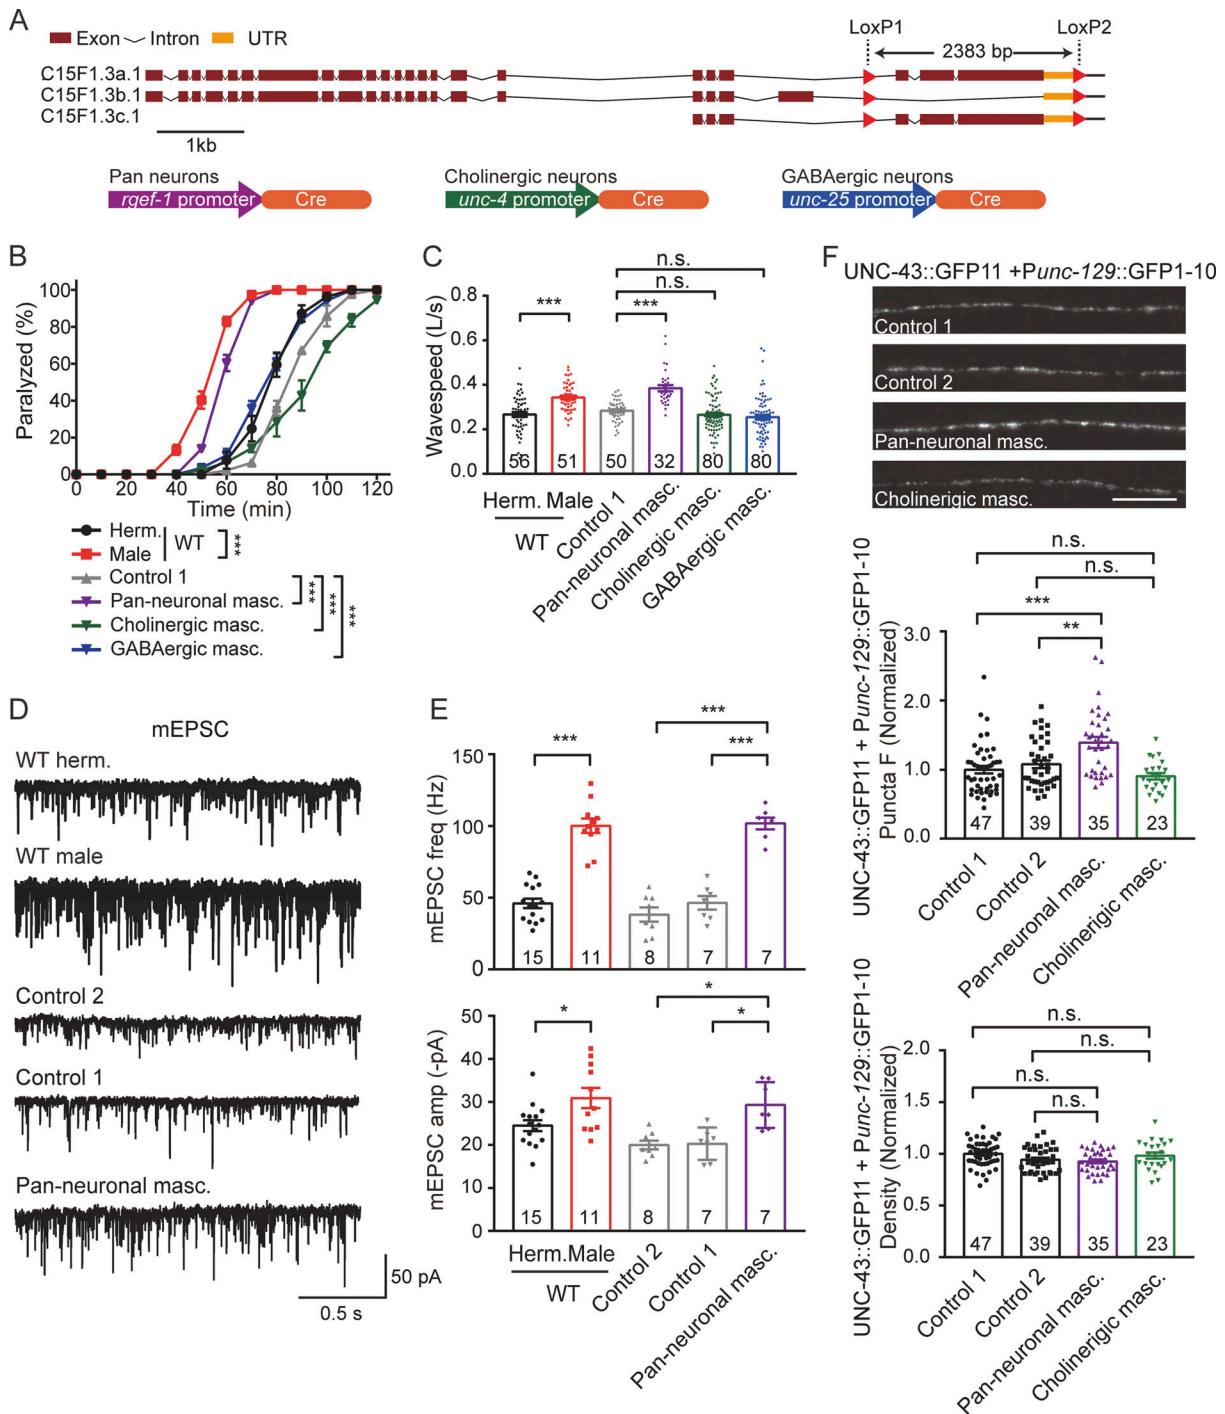 A
Exon Intron UTR
LoxP1 LoxP2
2383 bp
C15F1.3a.1
C15F1.3b.1
C15F1.3c.1
1kb
Pan neurons
rgef-1 promoter Cre
Cholinergic neurons
unc-4 promoter Cre
GABAergic neurons
unc-25 promoter Cre
B
Paralyzed (%)
100
80
60
40
20
0
0 20 40 60 80 100 120
Time (min)
Herm.
Male
WT
***
Control 1
Pan-neuronal masc.
Cholinergic masc.
GABAergic masc.
***
***
***
C
Wavespeed (L/s)
0.8
0.6
0.4
0.2
0.0
n.s.
n.s.
*** ***
56 51 50 32 80 80
Herm. Male
WT
Control 1
Pan-neuronal masc.
Cholinergic masc.
GABAergic masc.
D
mEPSC
WT herm.
WT male
Control 2
Control 1
Pan-neuronal masc.
50 pA
0.5 s
E
mEPSC freq (Hz)
150
100
50
0
***
*** ***
15 11 8 7 7
mEPSC amp (-pA)
50
40
30
20
10
0
*
* *
15 11 8 7 7
Herm.Male
WT
Control 2
Control 1
Pan-neuronal masc.
F
UNC-43::GFP11 +Punc-129::GFP1-10
Control 1
Control 2
Pan-neuronal masc.
Cholinerigic masc.
UNC-43::GFP11 + Punc-129::GFP1-10
Puncta F (Normalized)
3.0
2.0
1.0
0.0
n.s.
n.s.
***
**
47 39 35 23
Control 1
Control 2
Pan-neuronal masc.
Cholinerigic masc.
UNC-43::GFP11 + Punc-129::GFP1-10
Density (Normalized)
2.0
1.5
1.0
0.5
0.0
n.s.
n.s.
n.s.
n.s.
47 39 35 23
Control 1
Control 2
Pan-neuronal masc.
Cholinerigic masc.